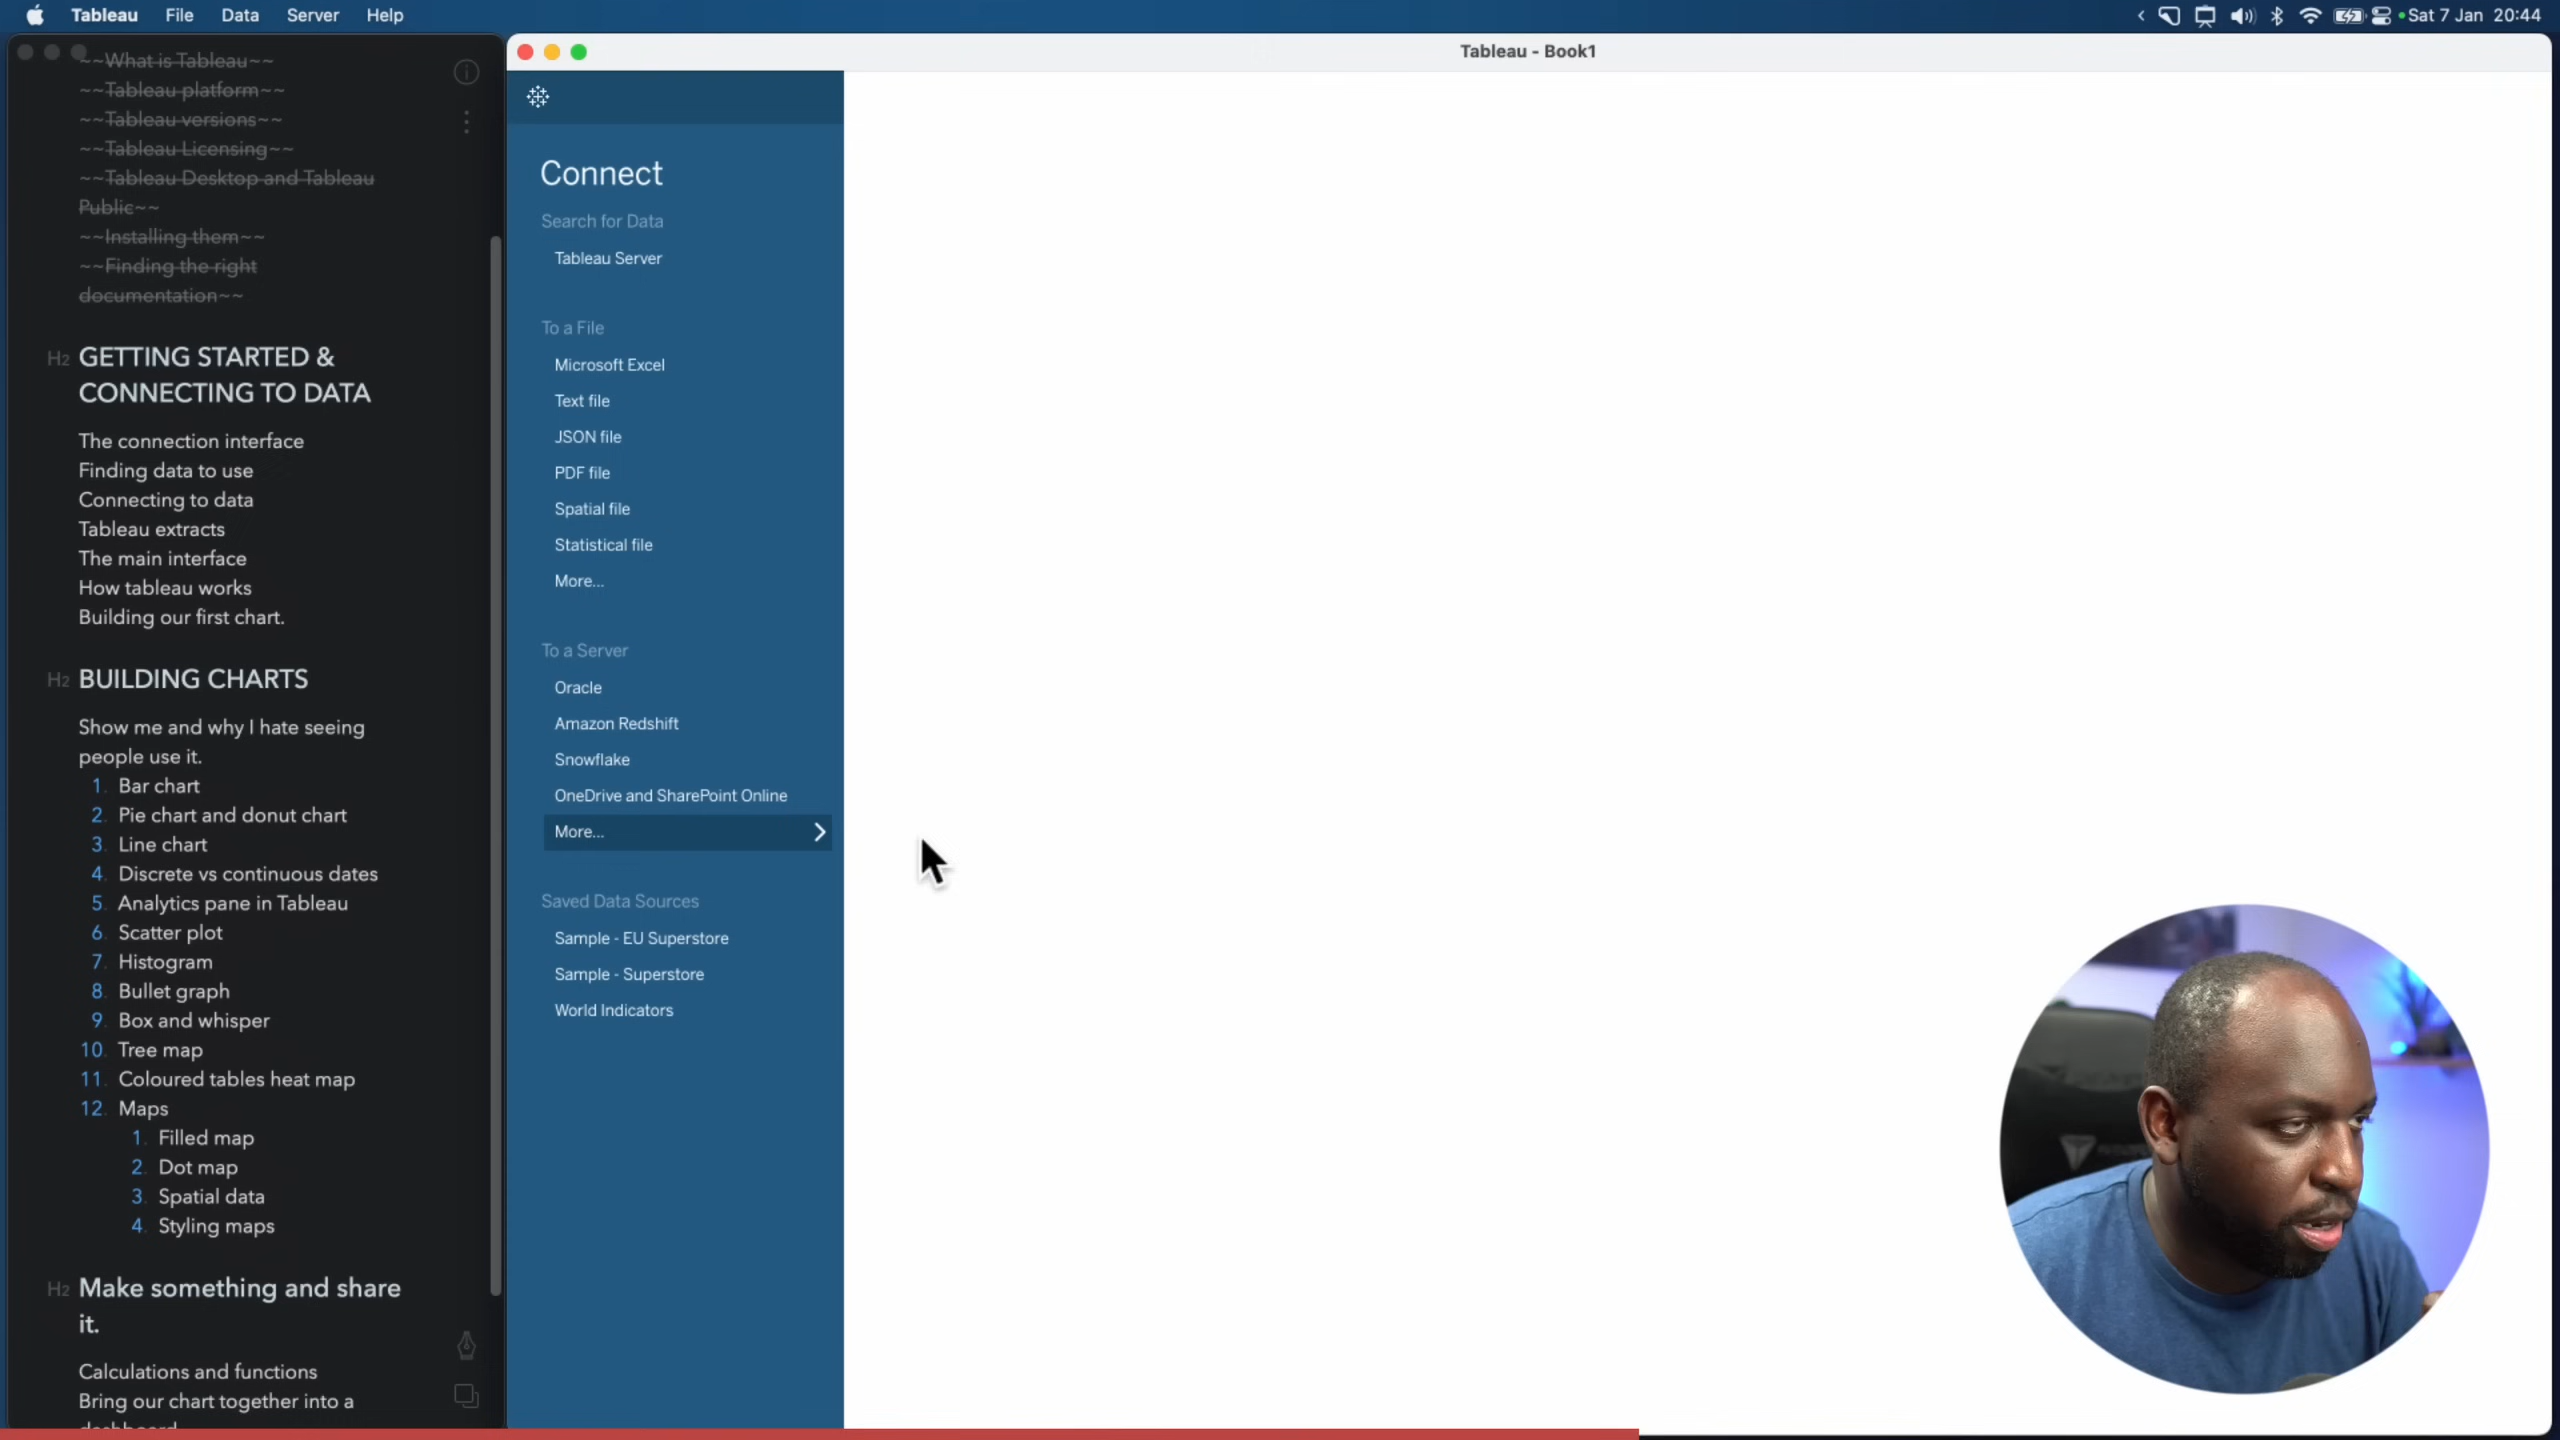 Tableau File Data Server Help
Sat 7 Jan 20:44
~~What is Tableau~~
~~Tableau platform~~
~~Tableau versions~~
~~Tableau Licensing~~
~~Tableau Desktop and Tableau
Public~~
~~Installing them~~
~~Finding the right
documentation~~
H2 GETTING STARTED &
CONNECTING TO DATA
The connection interface
Finding data to use
Connecting to data
Tableau extracts
The main interface
How tableau works
Building our first chart.
H2 BUILDING CHARTS
Show me and why I hate seeing
people use it.
1. Bar chart
2. Pie chart and donut chart
3. Line chart
4. Discrete vs continuous dates
5. Analytics pane in Tableau
6. Scatter plot
7. Histogram
8. Bullet graph
9. Box and whisper
10. Tree map
11. Coloured tables heat map
12. Maps
1. Filled map
2. Dot map
3. Spatial data
4. Styling maps
H2 Make something and share
it.
Calculations and functions
Bring our chart together into a
dashboard
Tableau - Book1
Connect
Search for Data
Tableau Server
To a File
Microsoft Excel
Text file
JSON file
PDF file
Spatial file
Statistical file
More...
To a Server
Oracle
Amazon Redshift
Snowflake
OneDrive and SharePoint Online
More...
Saved Data Sources
Sample - EU Superstore
Sample - Superstore
World Indicators